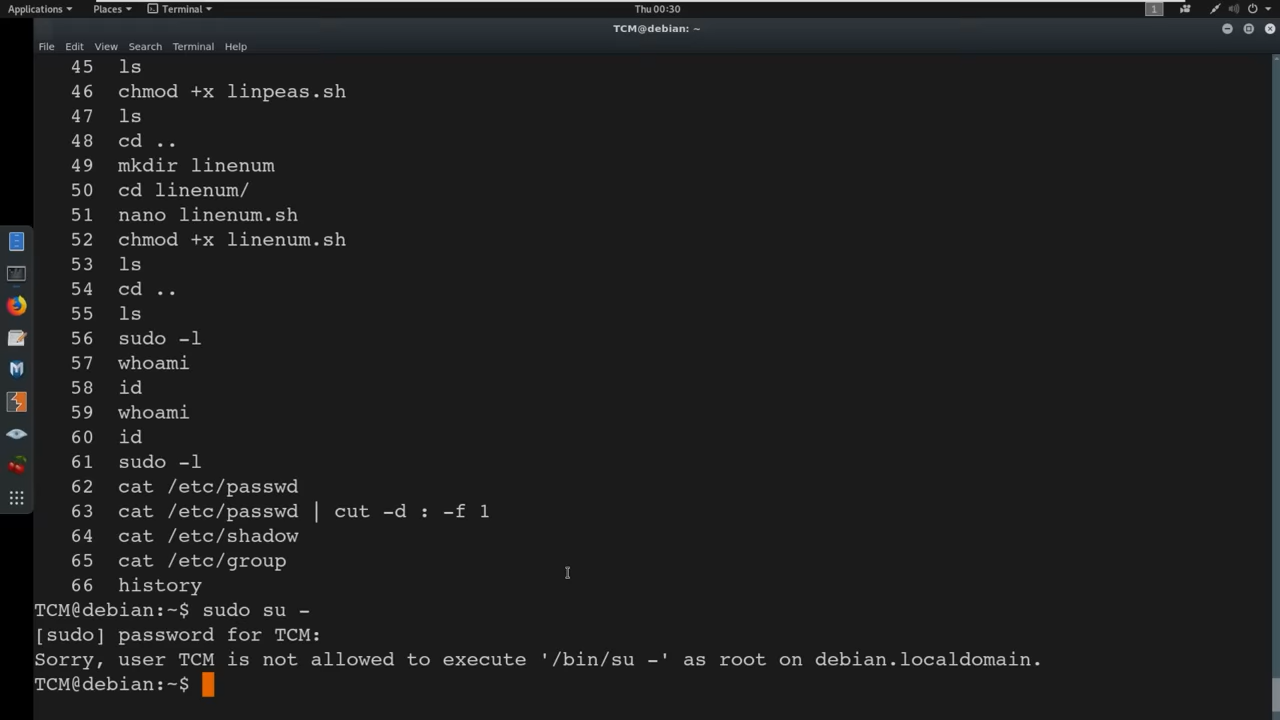 Applications Places Terminal Thu 00:30 1
TCM@debian: ~
File Edit View Search Terminal Help
45 ls
46 chmod +x linpeas.sh
47 ls
48 cd ..
49 mkdir linenum
50 cd linenum/
51 nano linenum.sh
52 chmod +x linenum.sh
53 ls
54 cd ..
55 ls
56 sudo -l
57 whoami
58 id
59 whoami
60 id
61 sudo -l
62 cat /etc/passwd
63 cat /etc/passwd | cut -d : -f 1
64 cat /etc/shadow
65 cat /etc/group
66 history
TCM@debian:~$ sudo su -
[sudo] password for TCM:
Sorry, user TCM is not allowed to execute '/bin/su -' as root on debian.localdomain.
TCM@debian:~$